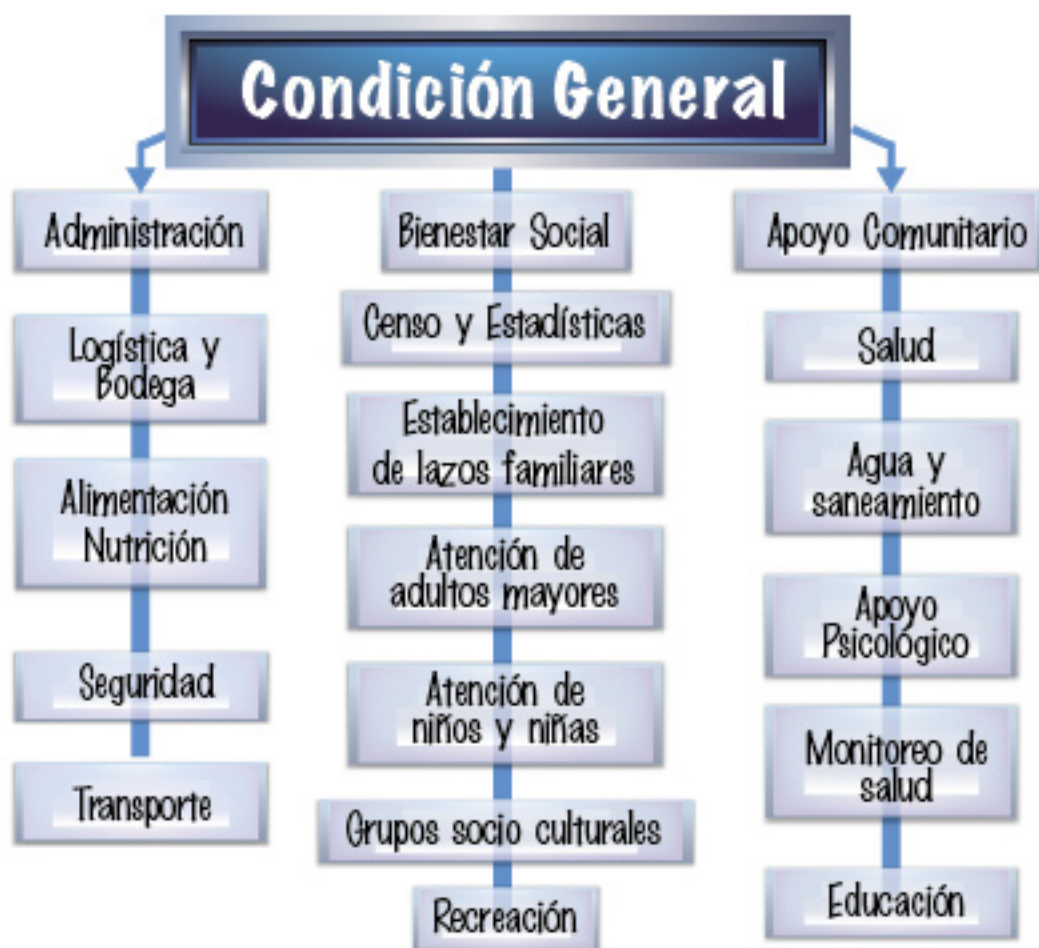 Condición General
Administración
Logística y
Bodega
Alimentación
Nutrición
Seguridad
Transporte
Bienestar Social
Censo y Estadísticas
Establecimiento
de lazos familiares
Atención de
adultos mayores
Atención de
niños y niñas
Grupos socio culturales
Recreación
Apoyo Comunitario
Salud
Agua y
saneamiento
Apoyo
Psicológico
Monitoreo de
salud
Educación